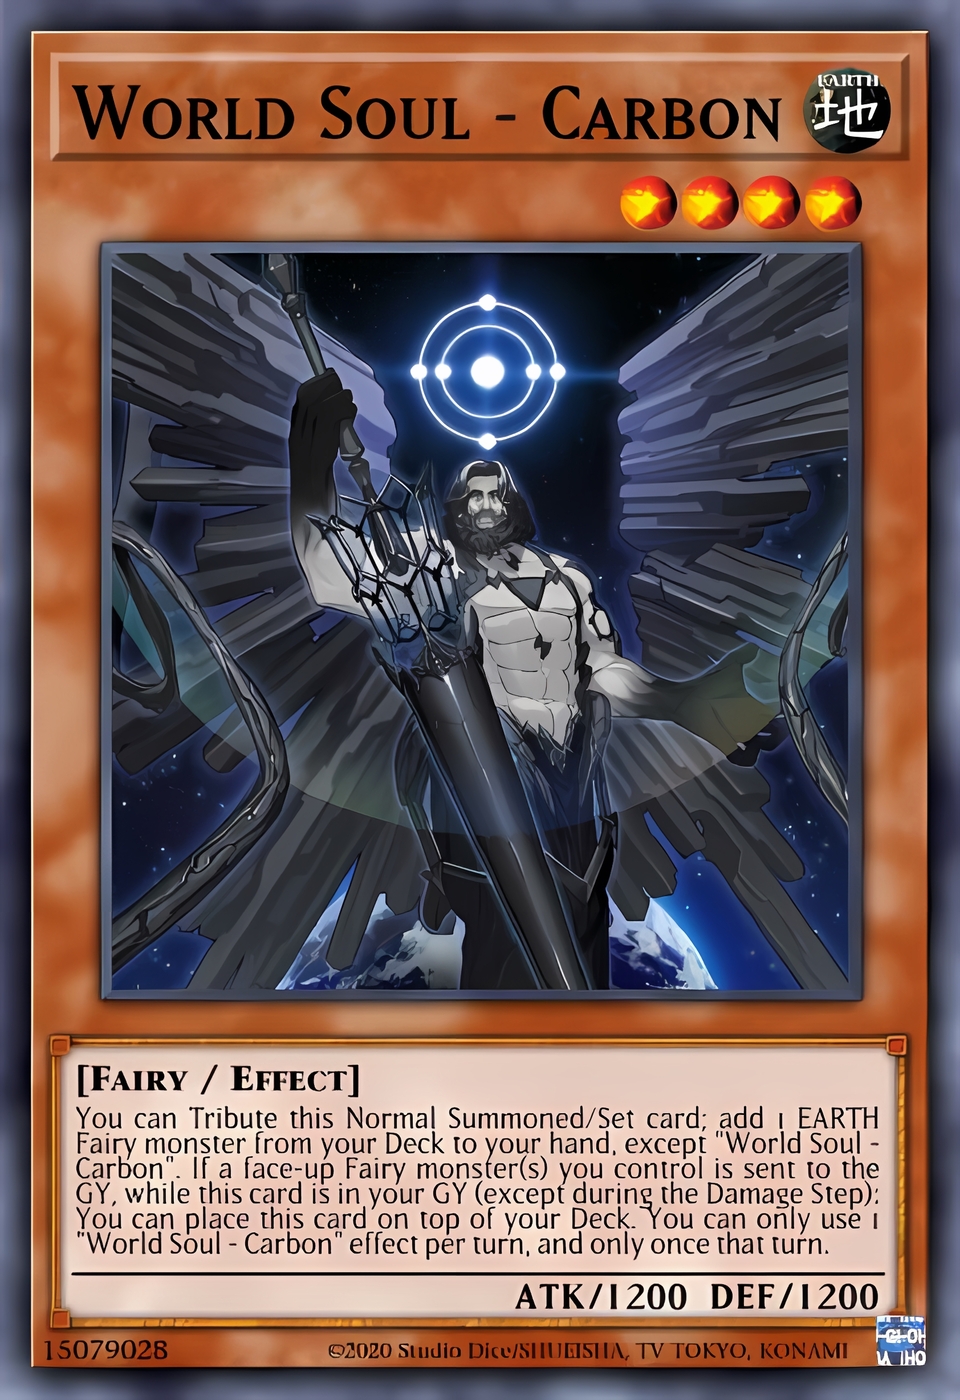 World Soul - Carbon
EARTH
地
[Fairy / Effect]
You can Tribute this Normal Summoned/Set card; add 1 EARTH
Fairy monster from your Deck to your hand, except "World Soul -
Carbon". If a face-up Fairy monster(s) you control is sent to the
GY, while this card is in your GY (except during the Damage Step):
You can place this card on top of your Deck. You can only use 1
"World Soul - Carbon" effect per turn, and only once that turn.
ATK/1200 DEF/1200
15079028
©2020 Studio Dice/SHUEISHA, TV TOKYO, KONAMI